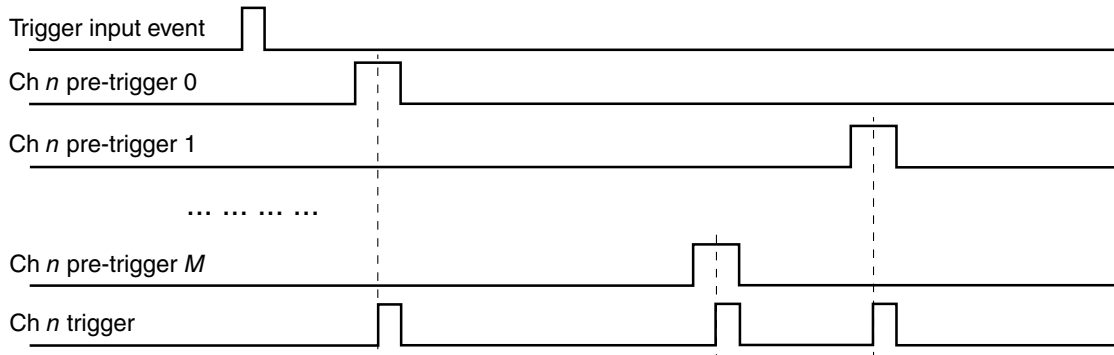 Trigger input event
Ch n pre-trigger 0
Ch n pre-trigger 1
... ... ... ...
Ch n pre-trigger M
Ch n trigger